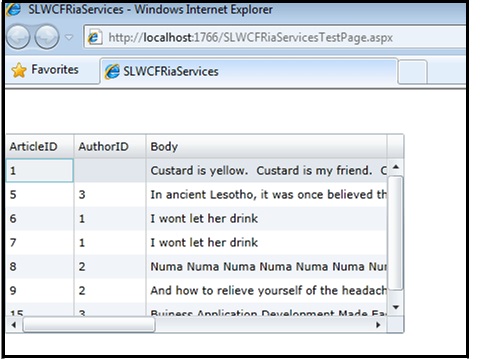 SLWCFRiaServices - Windows Internet Explorer
http://localhost:1766/SLWCFRiaServicesTestPage.aspx
Favorites SLWCFRiaServices
ArticleID AuthorID Body
1 Custard is yellow. Custard is my friend. C
5 3 In ancient Lesotho, it was once believed th
6 1 I wont let her drink
7 1 I wont let her drink
8 2 Numa Numa Numa Numa Numa Numa Nur
9 2 And how to relieve yourself of the headach
15 3 Buiness Application Development Made Eas